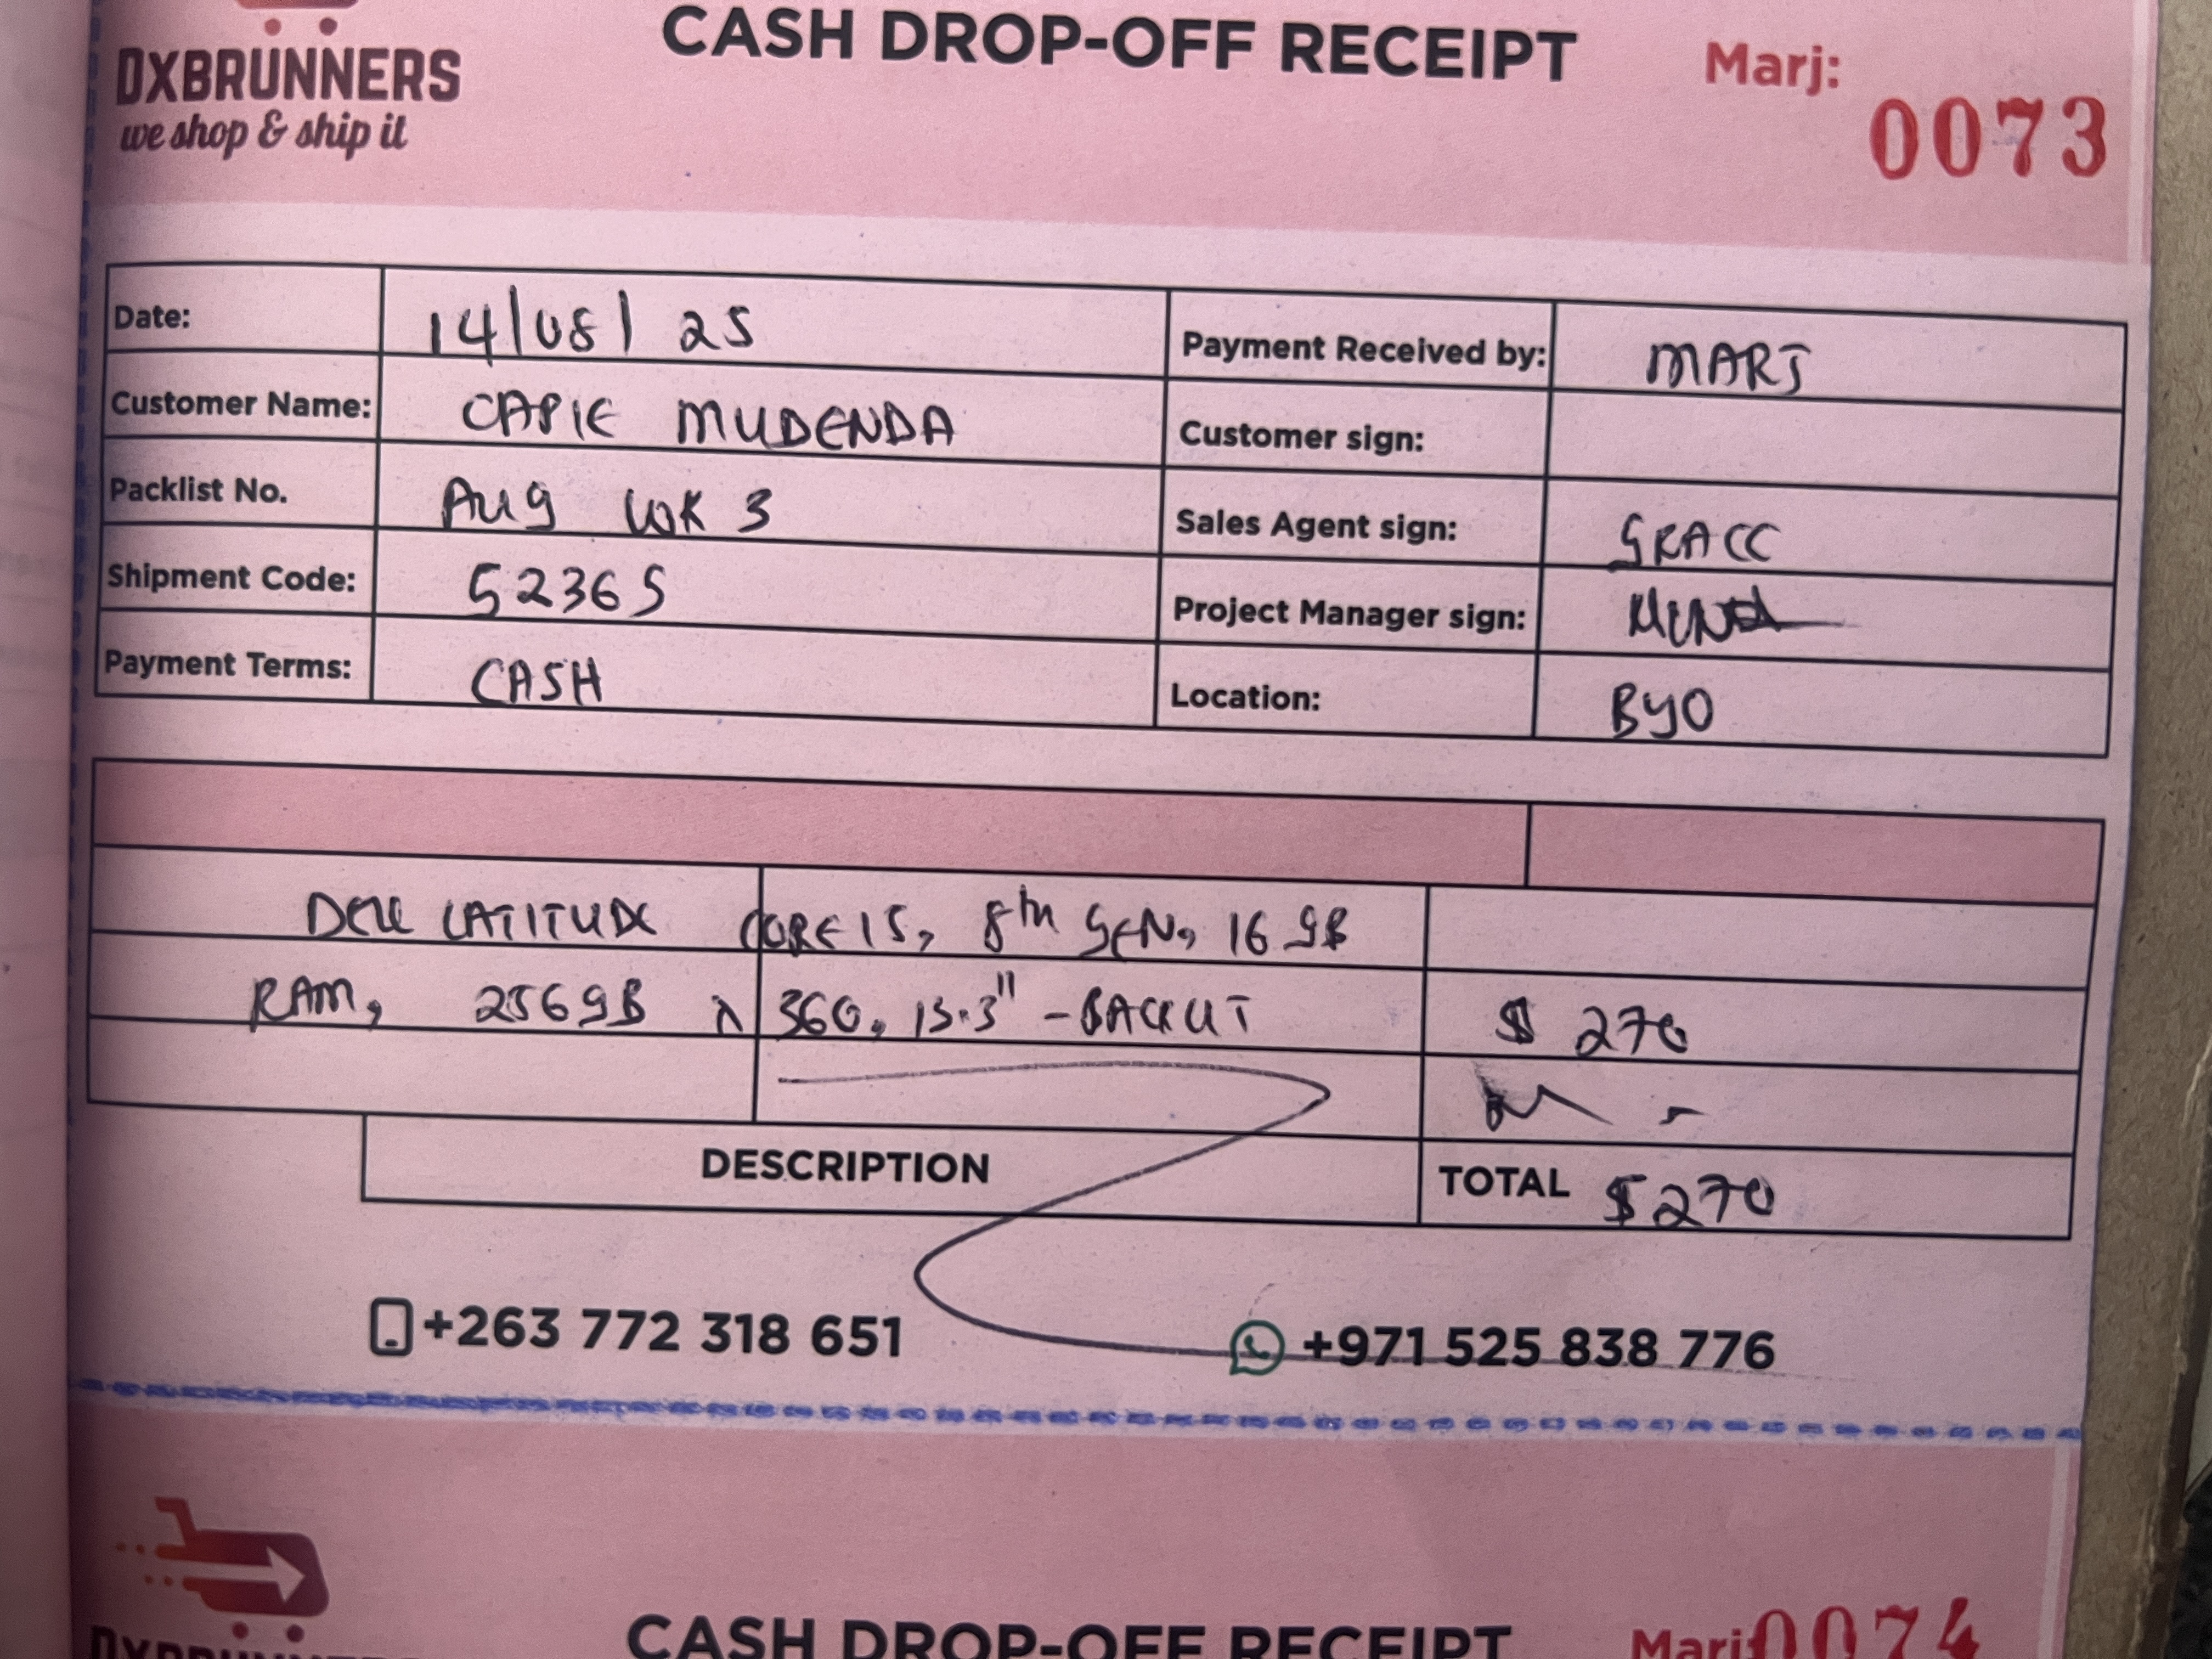 DXBRUNNERS
we shop & ship it
CASH DROP-OFF RECEIPT
Marj:
0073
Date: 14/08/25
Customer Name: CAPIE MUDENDA
Packlist No. Aug WK 3
Shipment Code: 52365
Payment Terms: CASH
Payment Received by: MARJ
Customer sign:
Sales Agent sign:
Project Manager sign:
Location: BYO
DELL LATITUDE CORE I5, 8th GEN, 16 GB
RAM, 256GB X 360, 13.3" - BACKLIT $ 270
DESCRIPTION
TOTAL $270
+263 772 318 651
+971 525 838 776
CASH DROP-OFF RECEIPT
Marj:
0074